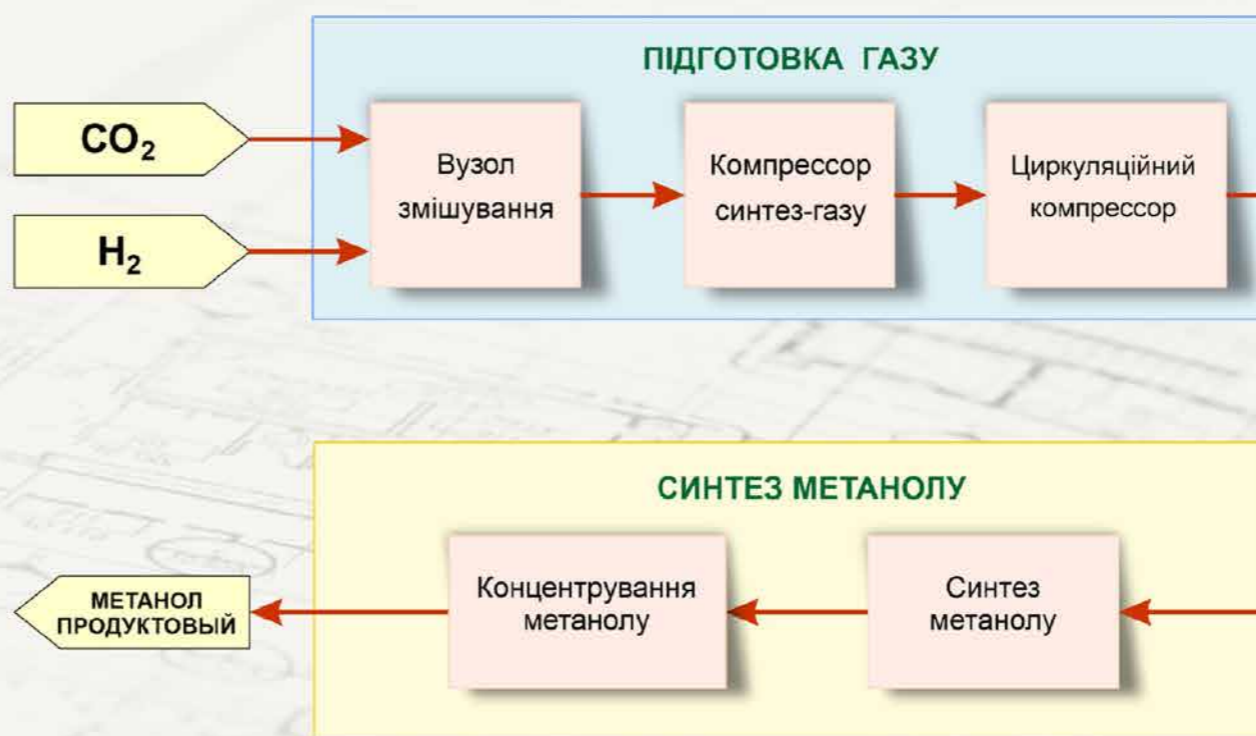 ПІДГОТОВКА ГАЗУ
CO₂
H₂
Вузол
змішування
Компрессор
синтез-газу
Циркуляційний
компрессор
СИНТЕЗ МЕТАНОЛУ
МЕТАНОЛ
ПРОДУКТОВЫЙ
Концентрування
метанолу
Синтез
метанолу